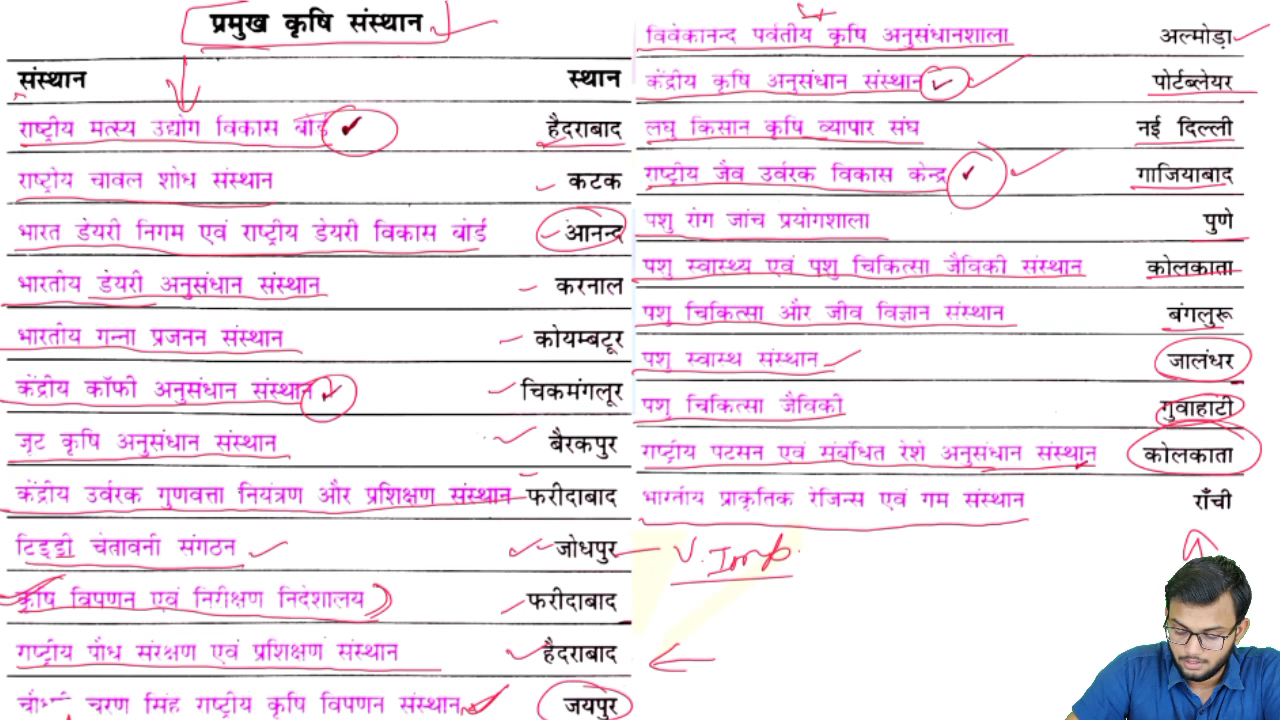 प्रमुख कृषि संस्थान
संस्थान स्थान
राष्ट्रीय मत्स्य उद्योग विकास बोर्ड हैदराबाद
राष्ट्रीय चावल शोध संस्थान कटक
भारत डेयरी निगम एवं राष्ट्रीय डेयरी विकास बोर्ड आनन्द
भारतीय डेयरी अनुसंधान संस्थान करनाल
भारतीय गन्ना प्रजनन संस्थान कोयम्बटूर
केंद्रीय कॉफी अनुसंधान संस्थान चिकमंगलूर
जूट कृषि अनुसंधान संस्थान बैरकपुर
केंद्रीय उर्वरक गुणवत्ता नियंत्रण और प्रशिक्षण संस्थान फरीदाबाद
टिड्डी चेतावनी संगठन जोधपुर
कृषि विपणन एवं निरीक्षण निदेशालय फरीदाबाद
राष्ट्रीय पौध संरक्षण एवं प्रशिक्षण संस्थान हैदराबाद
चरण सिंह राष्ट्रीय कृषि विपणन संस्थान जयपुर
विवेकानन्द पर्वतीय कृषि अनुसंधानशाला अल्मोड़ा
केंद्रीय कृषि अनुसंधान संस्थान पोर्टब्लेयर
लघु किसान कृषि व्यापार संघ नई दिल्ली
राष्ट्रीय जैव उर्वरक विकास केन्द्र गाजियाबाद
पशु रोग जांच प्रयोगशाला पुणे
पशु स्वास्थ्य एवं पशु चिकित्सा जैविकी संस्थान कोलकाता
पशु चिकित्सा और जीव विज्ञान संस्थान बंगलुरू
पशु स्वास्थ संस्थान जालंधर
पशु चिकित्सा जैविकी गुवाहाटी
राष्ट्रीय पटसन एवं संबंधित रेशे अनुसंधान संस्थान कोलकाता
भारतीय प्राकृतिक रेजिन्स एवं गम संस्थान राँची
V. Imp.